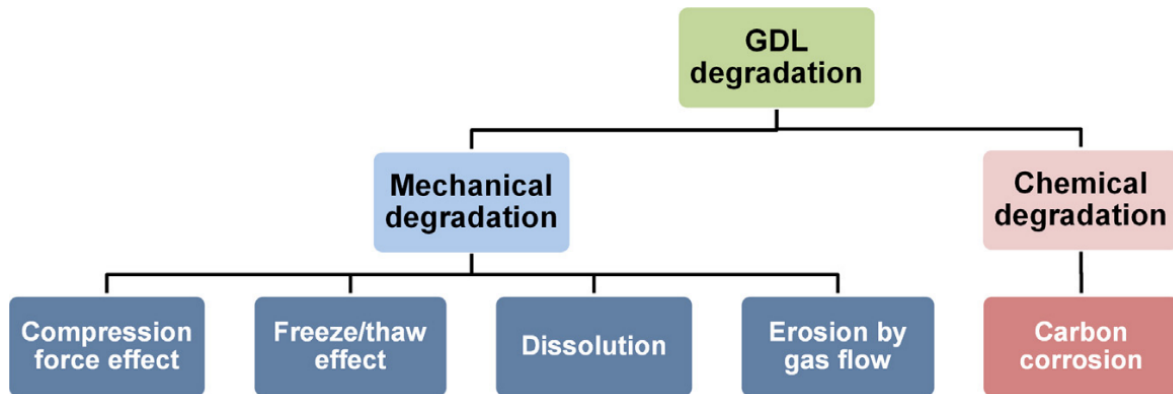 GDL
degradation
Mechanical
degradation
Chemical
degradation
Compression
force effect
Freeze/thaw
effect
Dissolution
Erosion by
gas flow
Carbon
corrosion